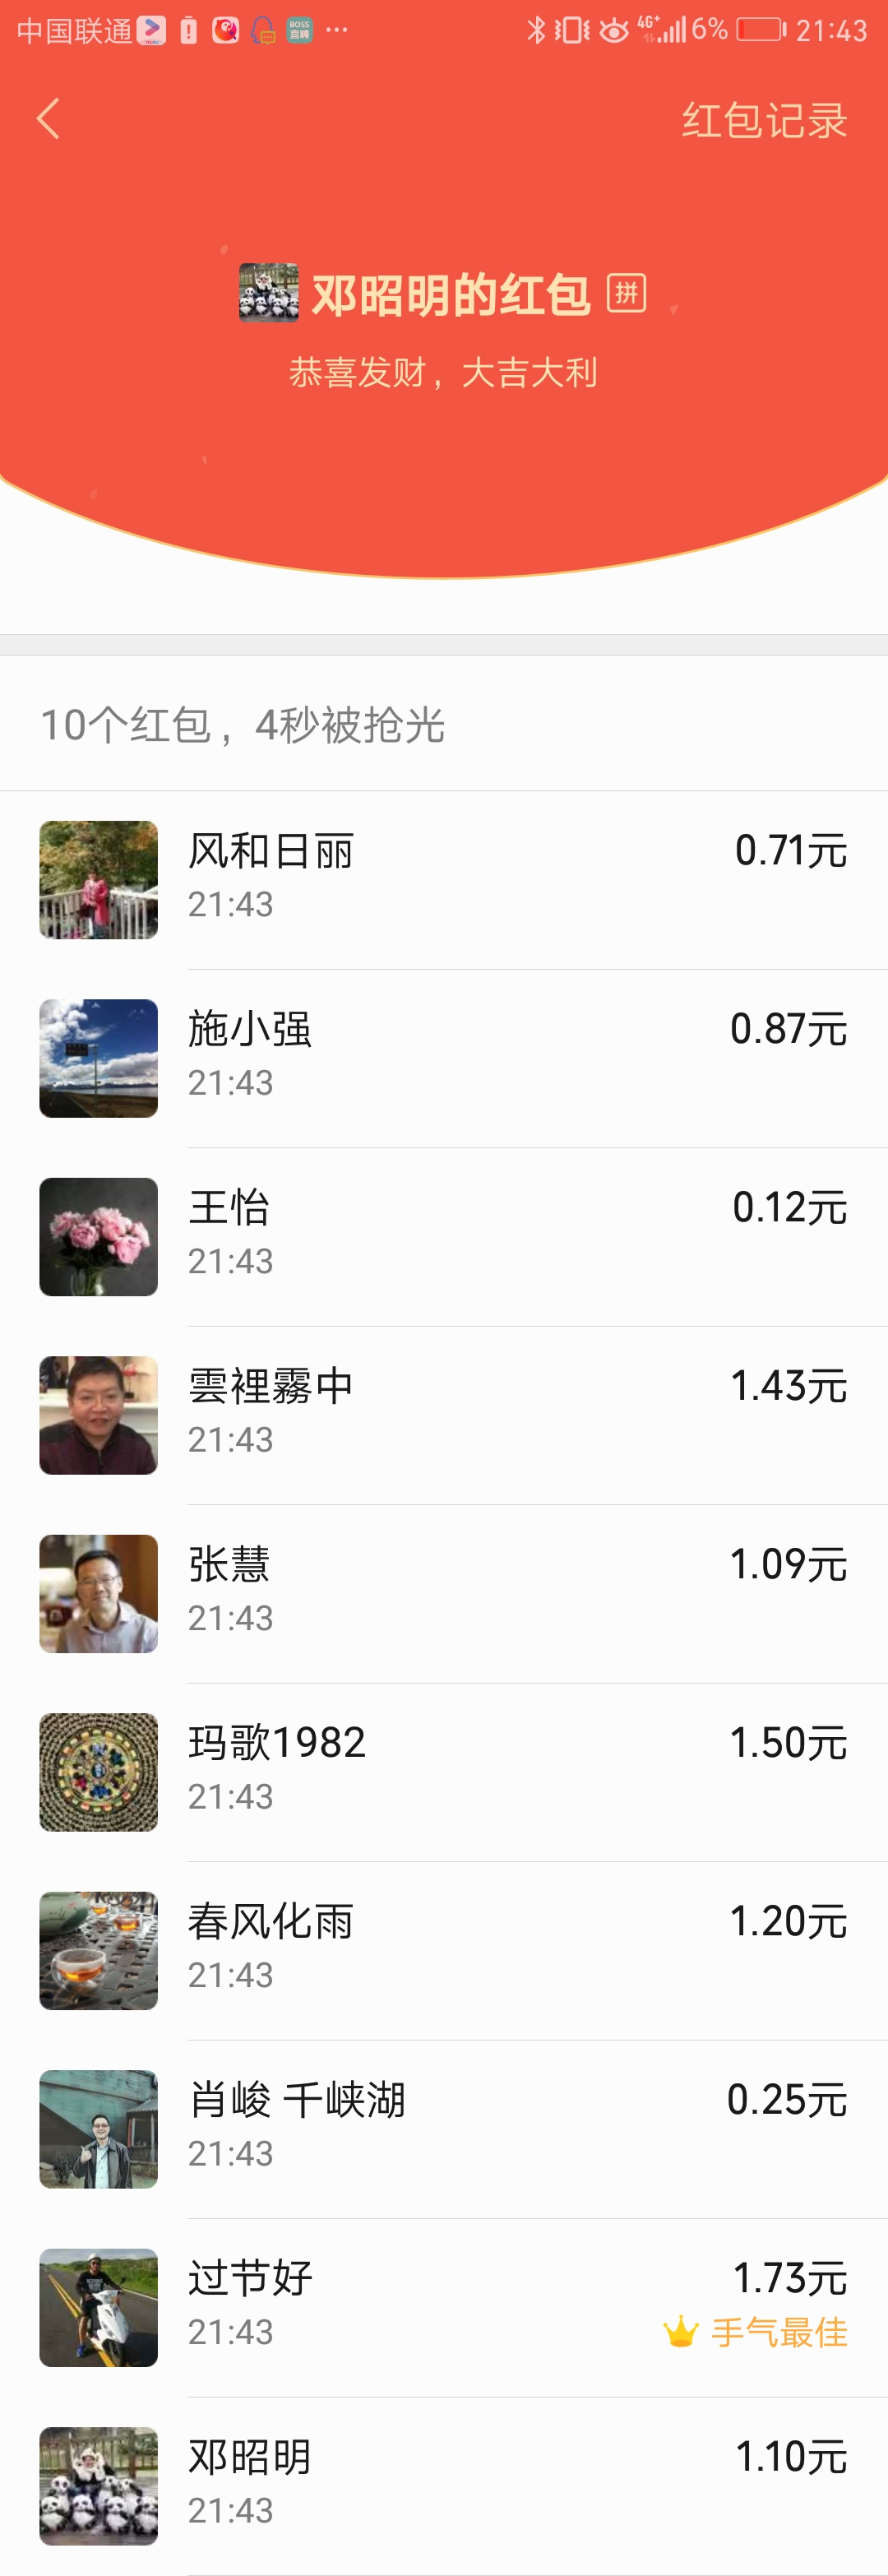 中国联通 BOSS 直聘 ··· 4G+ 6% 21:43
红包记录
邓昭明的红包 拼
恭喜发财，大吉大利
10个红包，4秒被抢光
风和日丽 0.71元
21:43
施小强 0.87元
21:43
王怡 0.12元
21:43
雲裡霧中 1.43元
21:43
张慧 1.09元
21:43
玛歌1982 1.50元
21:43
春风化雨 1.20元
21:43
肖峻 千峡湖 0.25元
21:43
过节好 1.73元
21:43 手气最佳
邓昭明 1.10元
21:43